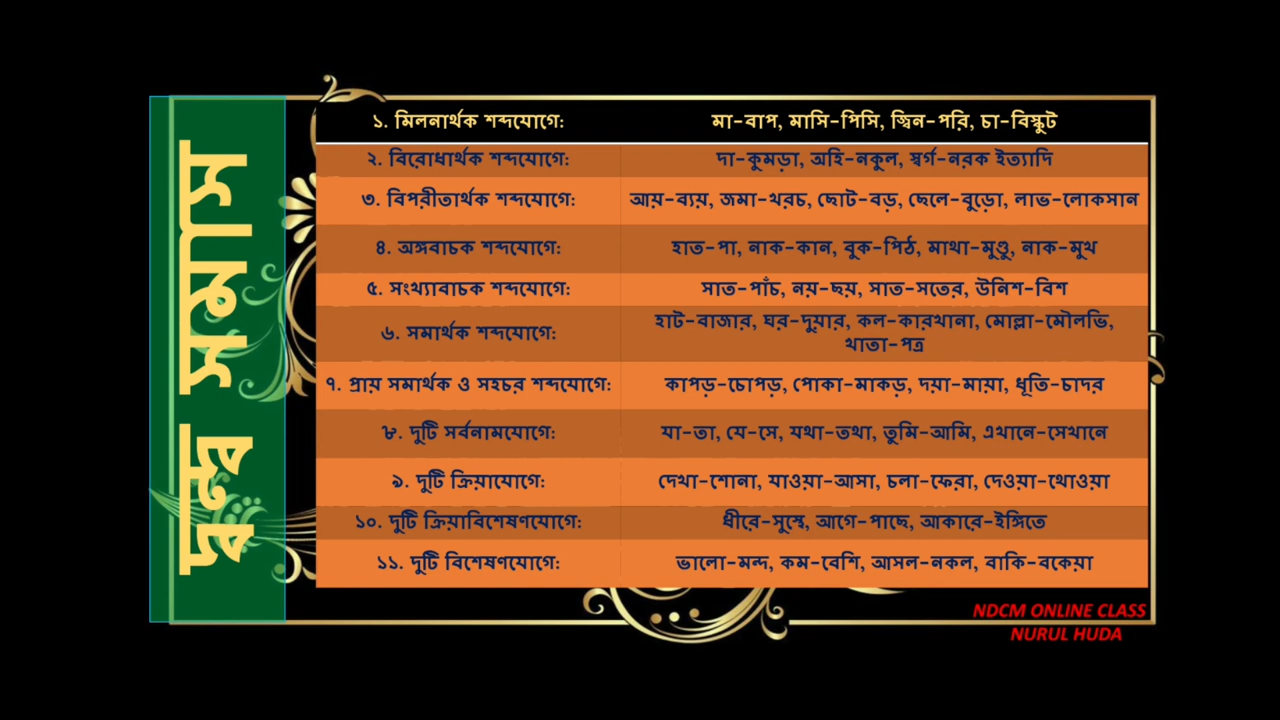 দ্বন্দ্ব সমাস
১. মিলনার্থক শব্দযোগে: মা-বাপ, মাসি-পিসি, জ্বিন-পরি, চা-বিস্কুট
২. বিরোধার্থক শব্দযোগে: দা-কুমড়া, অহি-নকুল, স্বর্গ-নরক ইত্যাদি
৩. বিপরীতার্থক শব্দযোগে: আয়-ব্যয়, জমা-খরচ, ছোট-বড়, ছেলে-বুড়ো, লাভ-লোকসান
৪. অঙ্গবাচক শব্দযোগে: হাত-পা, নাক-কান, বুক-পিঠ, মাথা-মুণ্ডু, নাক-মুখ
৫. সংখ্যাবাচক শব্দযোগে: সাত-পাঁচ, নয়-ছয়, সাত-সতের, উনিশ-বিশ
৬. সমার্থক শব্দযোগে: হাট-বাজার, ঘর-দুয়ার, কল-কারখানা, মোল্লা-মৌলভি,
খাতা-পত্র
৭. প্রায় সমার্থক ও সহচর শব্দযোগে: কাপড়-চোপড়, পোকা-মাকড়, দয়া-মায়া, ধূতি-চাদর
৮. দুটি সর্বনামযোগে: যা-তা, যে-সে, যথা-তথা, তুমি-আমি, এখানে-সেখানে
৯. দুটি ক্রিয়াযোগে: দেখা-শোনা, যাওয়া-আসা, চলা-ফেরা, দেওয়া-থোওয়া
১০. দুটি ক্রিয়াবিশেষণযোগে: ধীরে-সুস্থে, আগে-পাছে, আকারে-ইঙ্গিতে
১১. দুটি বিশেষণযোগে: ভালো-মন্দ, কম-বেশি, আসল-নকল, বাকি-বকেয়া
NDCM ONLINE CLASS
NURUL HUDA